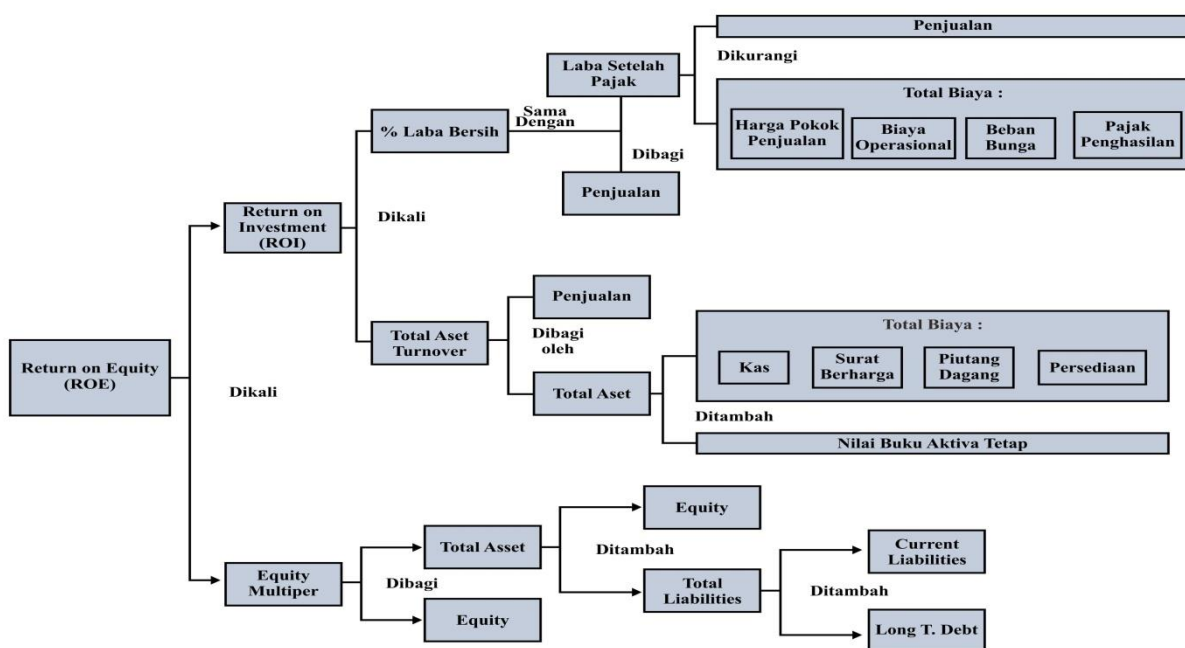 Penjualan
Dikurangi
Laba Setelah
Pajak
Total Biaya :
Harga Pokok
Penjualan
Biaya
Operasional
Beban
Bunga
Pajak
Penghasilan
Sama
Dengan
% Laba Bersih
Dibagi
Penjualan
Dikali
Return on
Investment
(ROI)
Penjualan
Dibagi
oleh
Total Aset
Turnover
Total Aset
Total Biaya :
Kas
Surat
Berharga
Piutang
Dagang
Persediaan
Ditambah
Nilai Buku Aktiva Tetap
Return on Equity
(ROE)
Dikali
Equity
Total Asset
Ditambah
Current
Liabilities
Equity
Multiper
Dibagi
Total
Liabilities
Ditambah
Equity
Long T. Debt